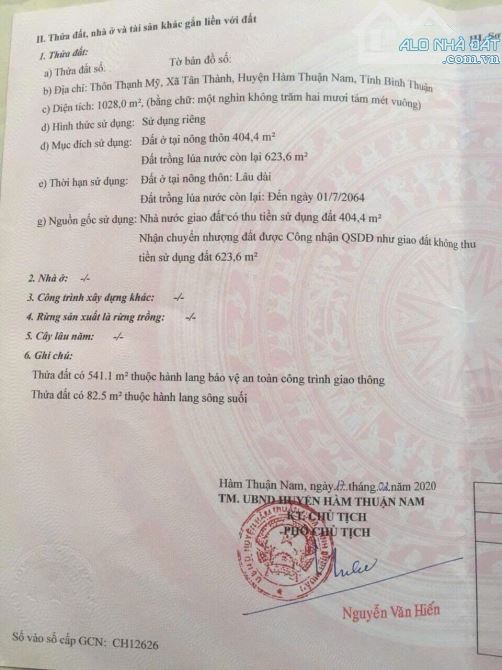 ALO NHÀ ĐẤT
.com.vn
III. Sơ
II. Thửa đất, nhà ở và tài sản khác gắn liền với đất
1. Thửa đất:
a) Thửa đất số: Tờ bản đồ số:
b) Địa chỉ: Thôn Thạnh Mỹ, Xã Tân Thành, Huyện Hàm Thuận Nam, Tỉnh Bình Thuận
c) Diện tích: 1028,0 m², (bằng chữ: một nghìn không trăm hai mươi tám mét vuông)
d) Hình thức sử dụng: Sử dụng riêng
đ) Mục đích sử dụng: Đất ở tại nông thôn 404,4 m²
Đất trồng lúa nước còn lại 623,6 m²
e) Thời hạn sử dụng: Đất ở tại nông thôn: Lâu dài
Đất trồng lúa nước còn lại: Đến ngày 01/7/2064
g) Nguồn gốc sử dụng: Nhà nước giao đất có thu tiền sử dụng đất 404,4 m²
Nhận chuyển nhượng đất được Công nhận QSDĐ như giao đất không thu
tiền sử dụng đất 623,6 m²
2. Nhà ở: -/-
3. Công trình xây dựng khác: -/-
4. Rừng sản xuất là rừng trồng: -/-
5. Cây lâu năm: -/-
6. Ghi chú:
Thửa đất có 541.1 m² thuộc hành lang bảo vệ an toàn công trình giao thông
Thửa đất có 82.5 m² thuộc hành lang sông suối
Hàm Thuận Nam, ngày 17 tháng 02 năm 2020
TM. UBND HUYỆN HÀM THUẬN NAM
KT. CHỦ TỊCH
PHÓ CHỦ TỊCH
Nguyễn Văn Hiến
Số vào sổ cấp GCN: CH12626